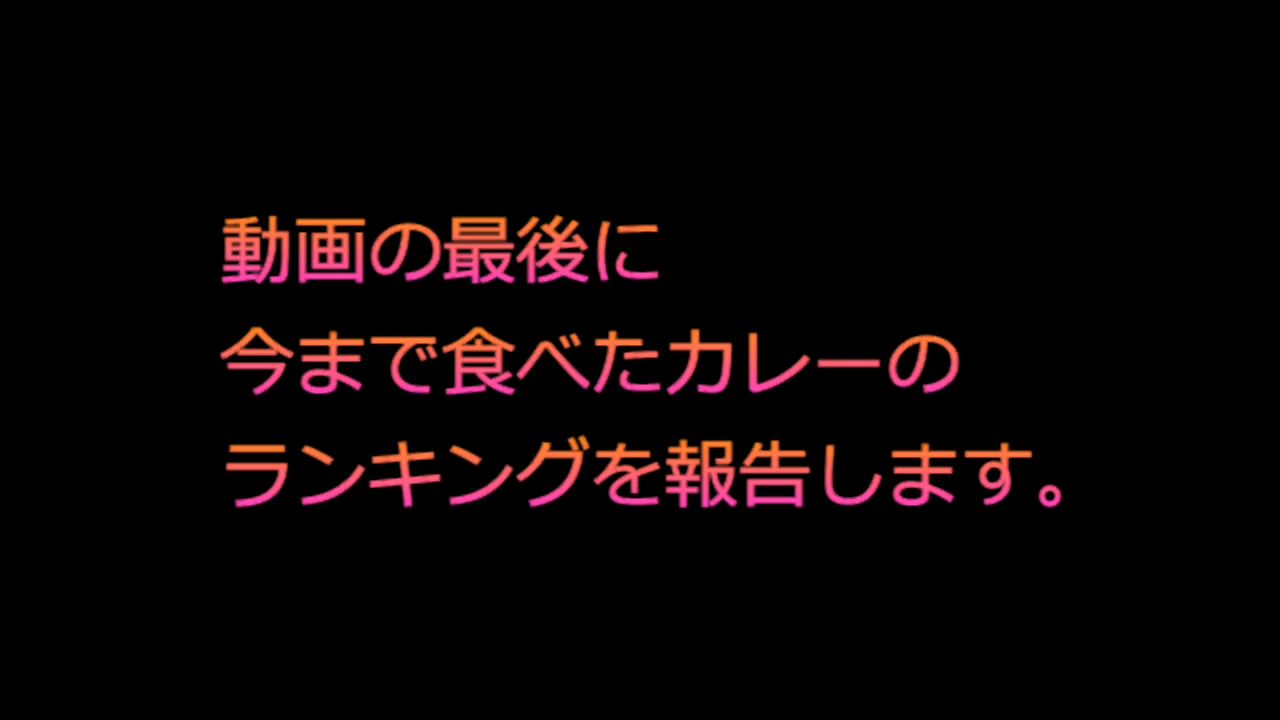 動画の最後に
今まで食べたカレーの
ランキングを報告します。